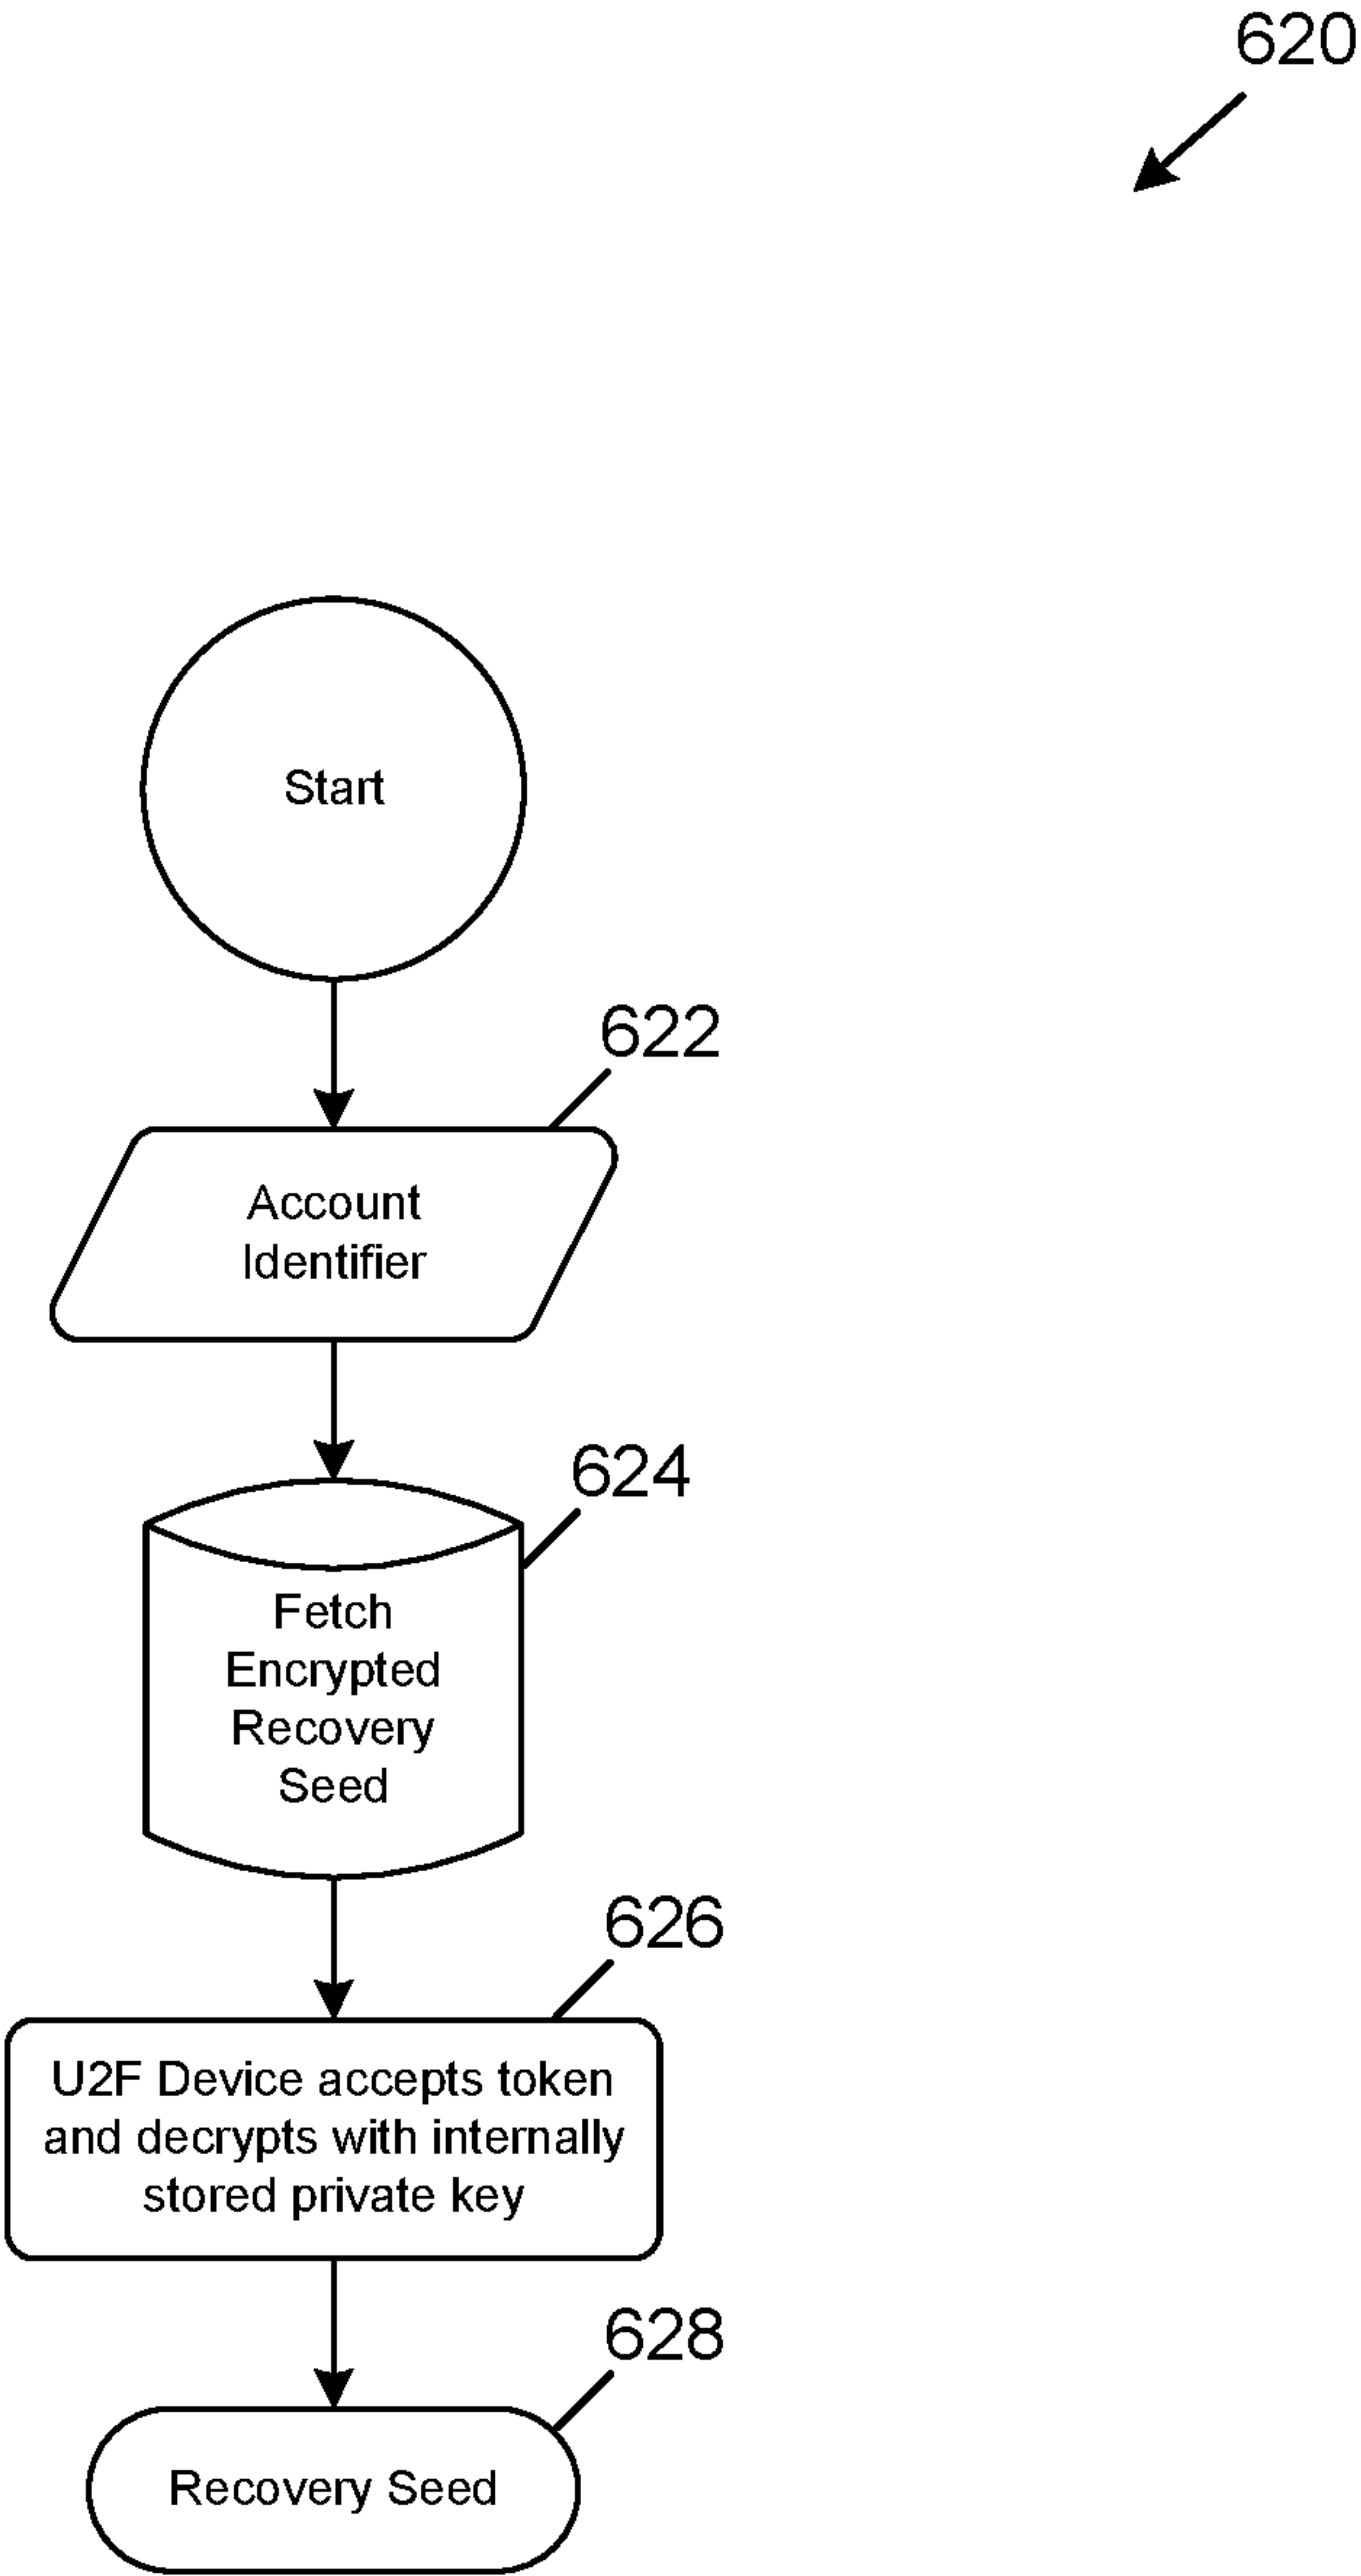 620
Start
622
Account
Identifier
624
Fetch
Encrypted
Recovery
Seed
626
U2F Device accepts token
and decrypts with internally
stored private key
628
Recovery Seed